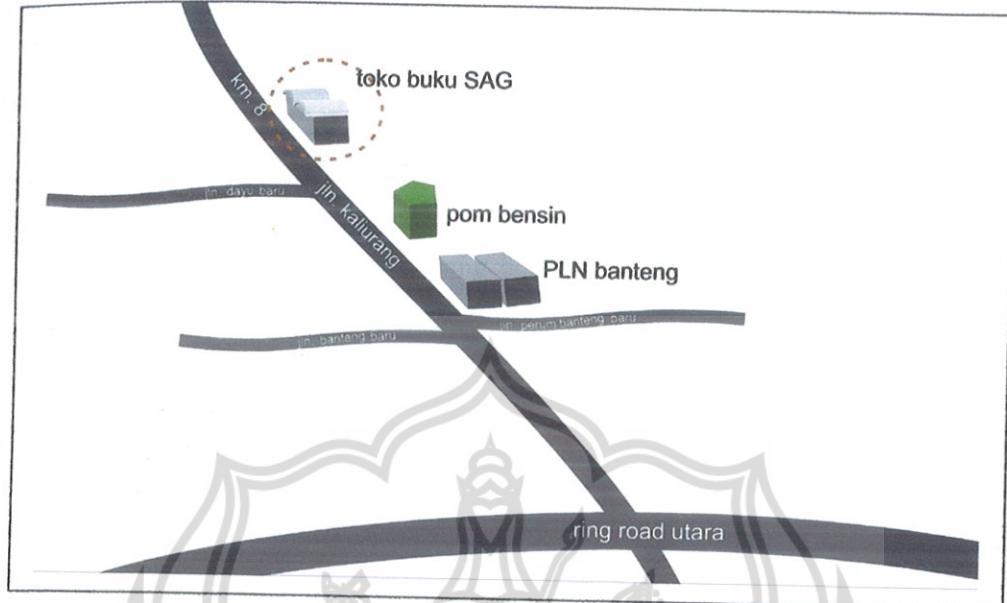 toko buku SAG
km. 8
jln. dayu baru
jln. kaliurang
pom bensin
PLN banteng
jln. perum banteng baru
jln. banteng baru
ring road utara